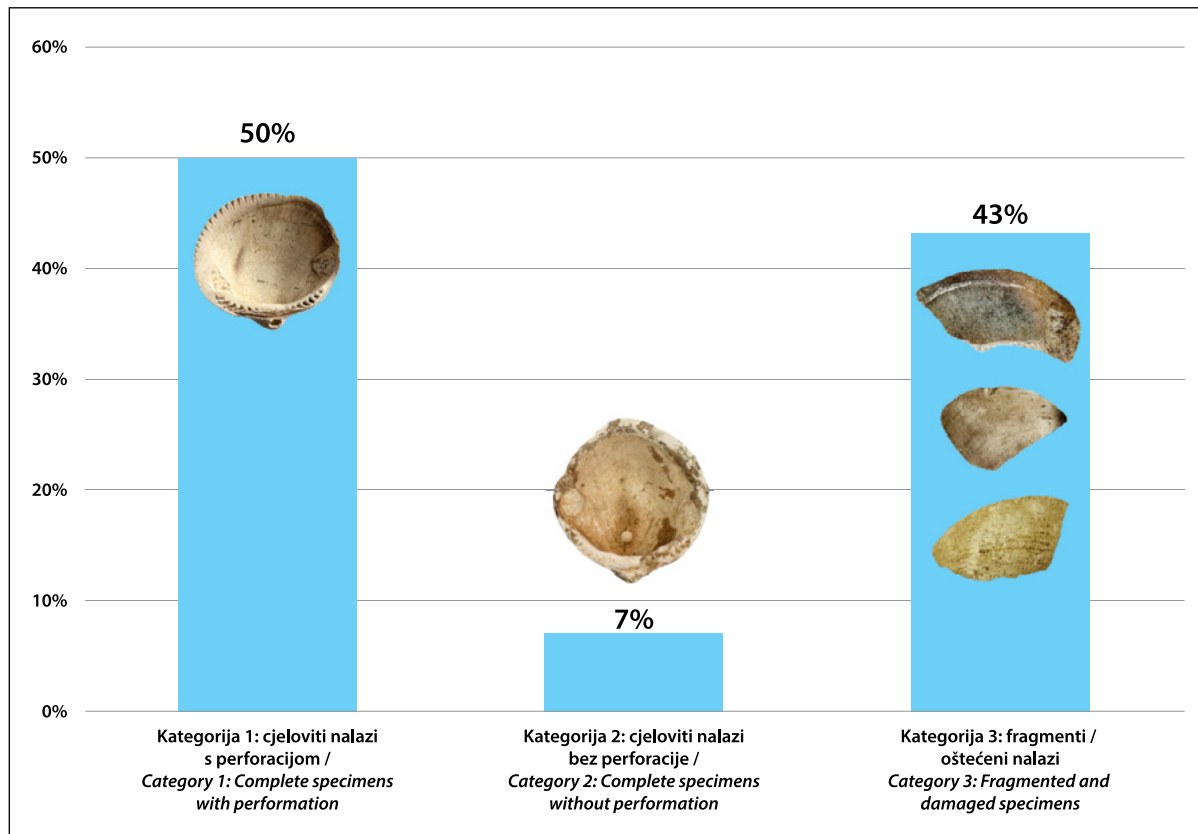 60%
50%
50%
43%
40%
30%
20%
10%
7%
0%
Kategorija 1: cjeloviti nalazi
s perforacijom /
Category 1: Complete specimens
with performation
Kategorija 2: cjeloviti nalazi
bez perforacije /
Category 2: Complete specimens
without performation
Kategorija 3: fragmenti /
oštećeni nalazi
Category 3: Fragmented and
damaged specimens